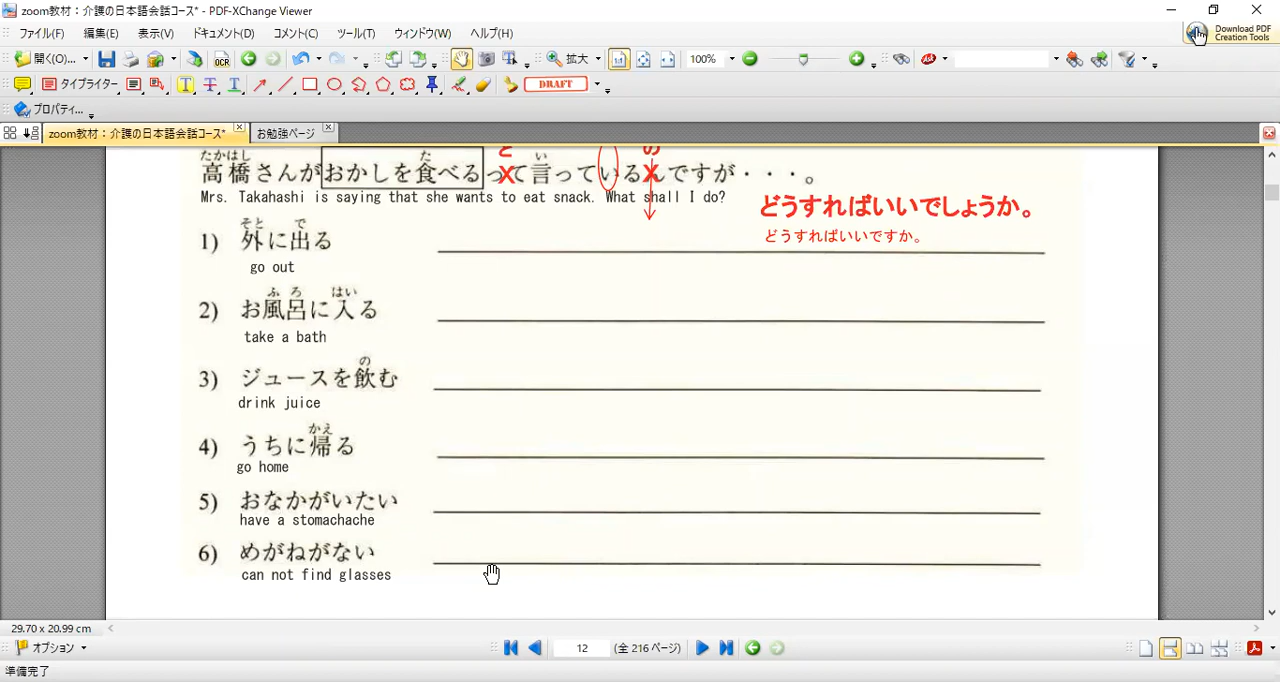 zoom教材：介護の日本語会話コース* - PDF-XChange Viewer
ファイル(F) 編集(E) 表示(V) ドキュメント(D) コメント(C) ツール(T) ウィンドウ(W) ヘルプ(H)
Download PDF
Creation Tools
開く(O)... OCR 拡大 100%
タイプライター DRAFT
プロパティ...
zoom教材：介護の日本語会話コース* お勉強ページ
たかはし た と い の
高橋さんがおかしを食べるって言っているんですが・・・。
Mrs. Takahashi is saying that she wants to eat snack. What shall I do?
どうすればいいでしょうか。
どうすればいいですか。
そと で
1) 外に出る
go out
ふ ろ はい
2) お風呂に入る
take a bath
の
3) ジュースを飲む
drink juice
かえ
4) うちに帰る
go home
5) おなかがいたい
have a stomachache
6) めがねがない
can not find glasses
29.70 x 20.99 cm
オプション 12 (全 216 ページ)
準備完了